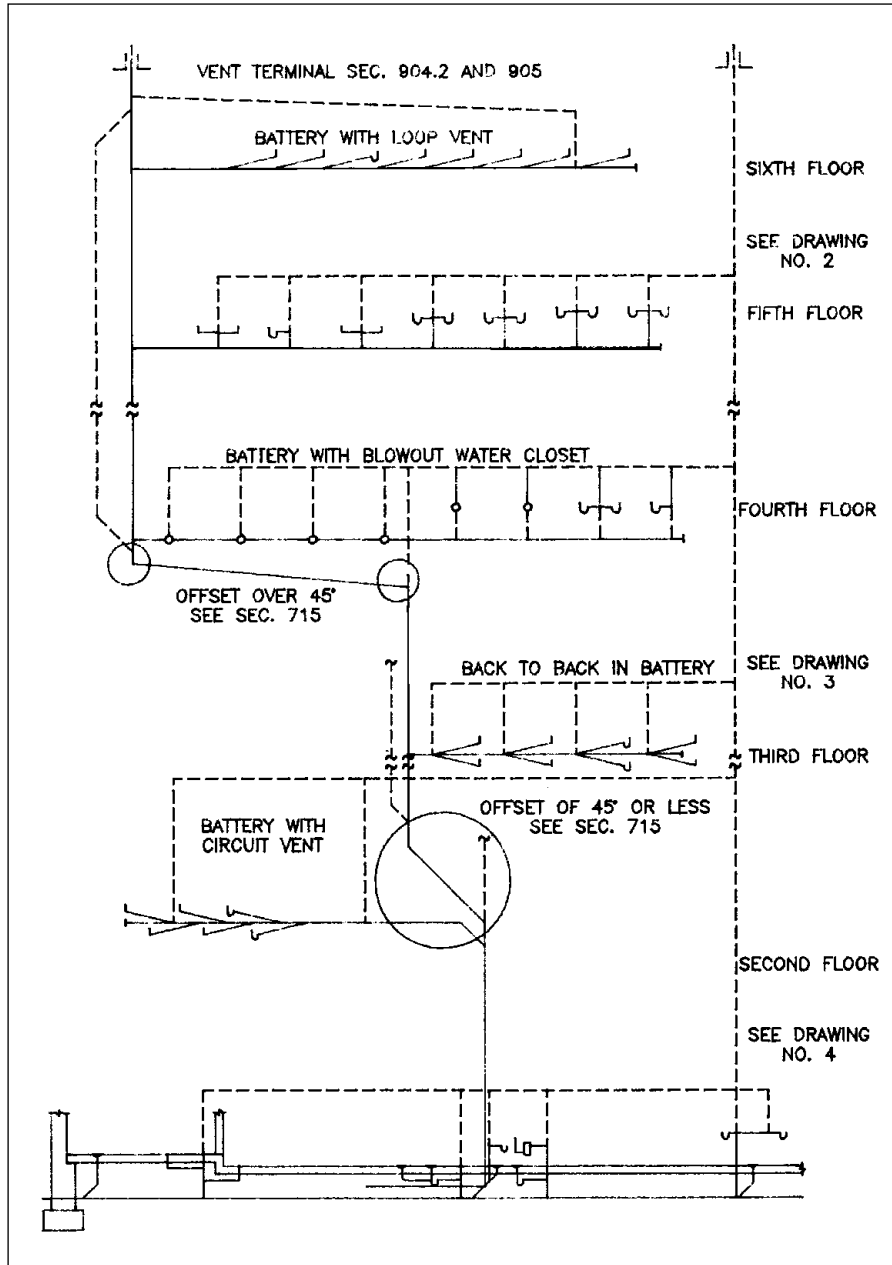 VENT TERMINAL SEC. 904.2 AND 905
BATTERY WITH LOOP VENT
SIXTH FLOOR
SEE DRAWING
NO. 2
FIFTH FLOOR
BATTERY WITH BLOWOUT WATER CLOSET
FOURTH FLOOR
OFFSET OVER 45°
SEE SEC. 715
BACK TO BACK IN BATTERY
SEE DRAWING
NO. 3
THIRD FLOOR
OFFSET OF 45° OR LESS
SEE SEC. 715
BATTERY WITH
CIRCUIT VENT
SECOND FLOOR
SEE DRAWING
NO. 4